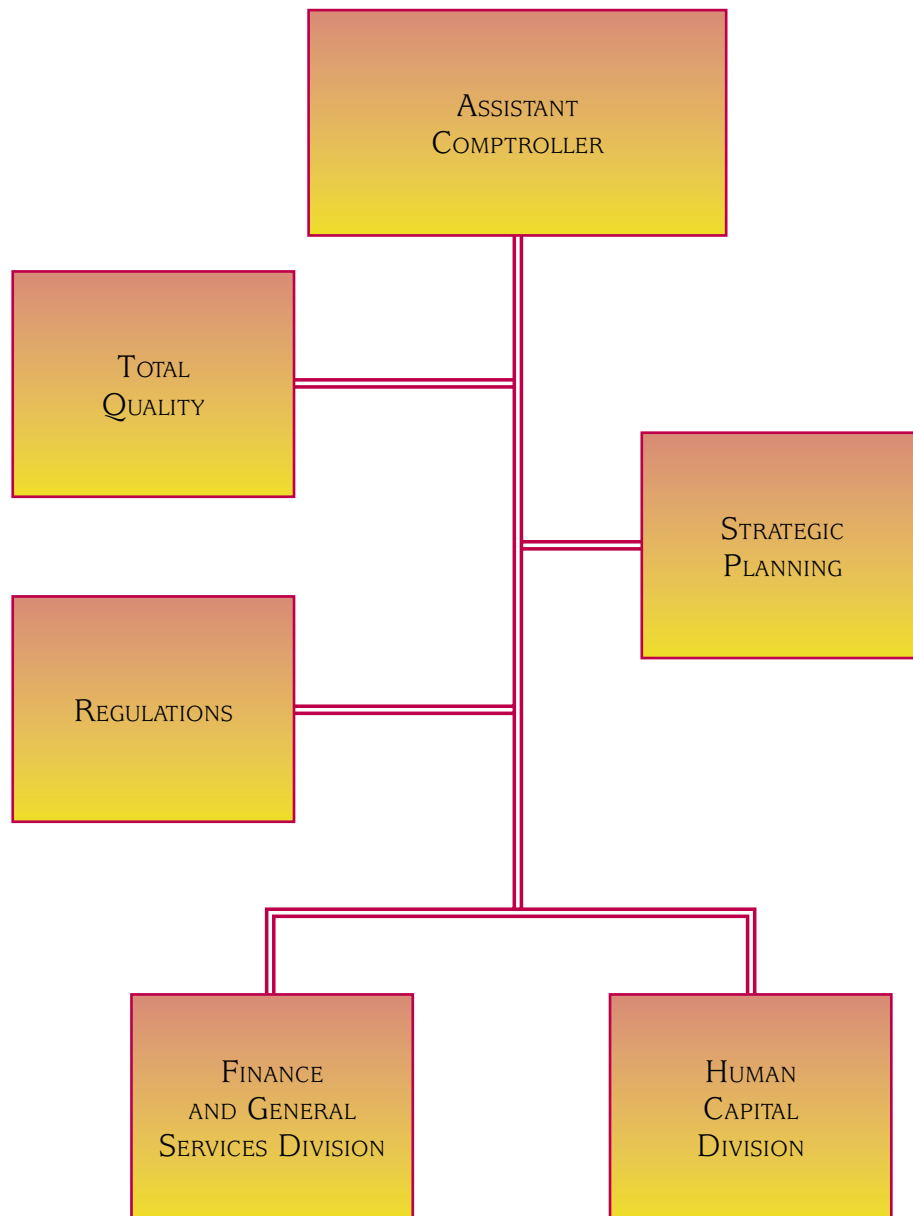 Assistant
Comptroller
Total
Quality
Strategic
Planning
Regulations
Finance
and General
Services Division
Human
Capital
Division